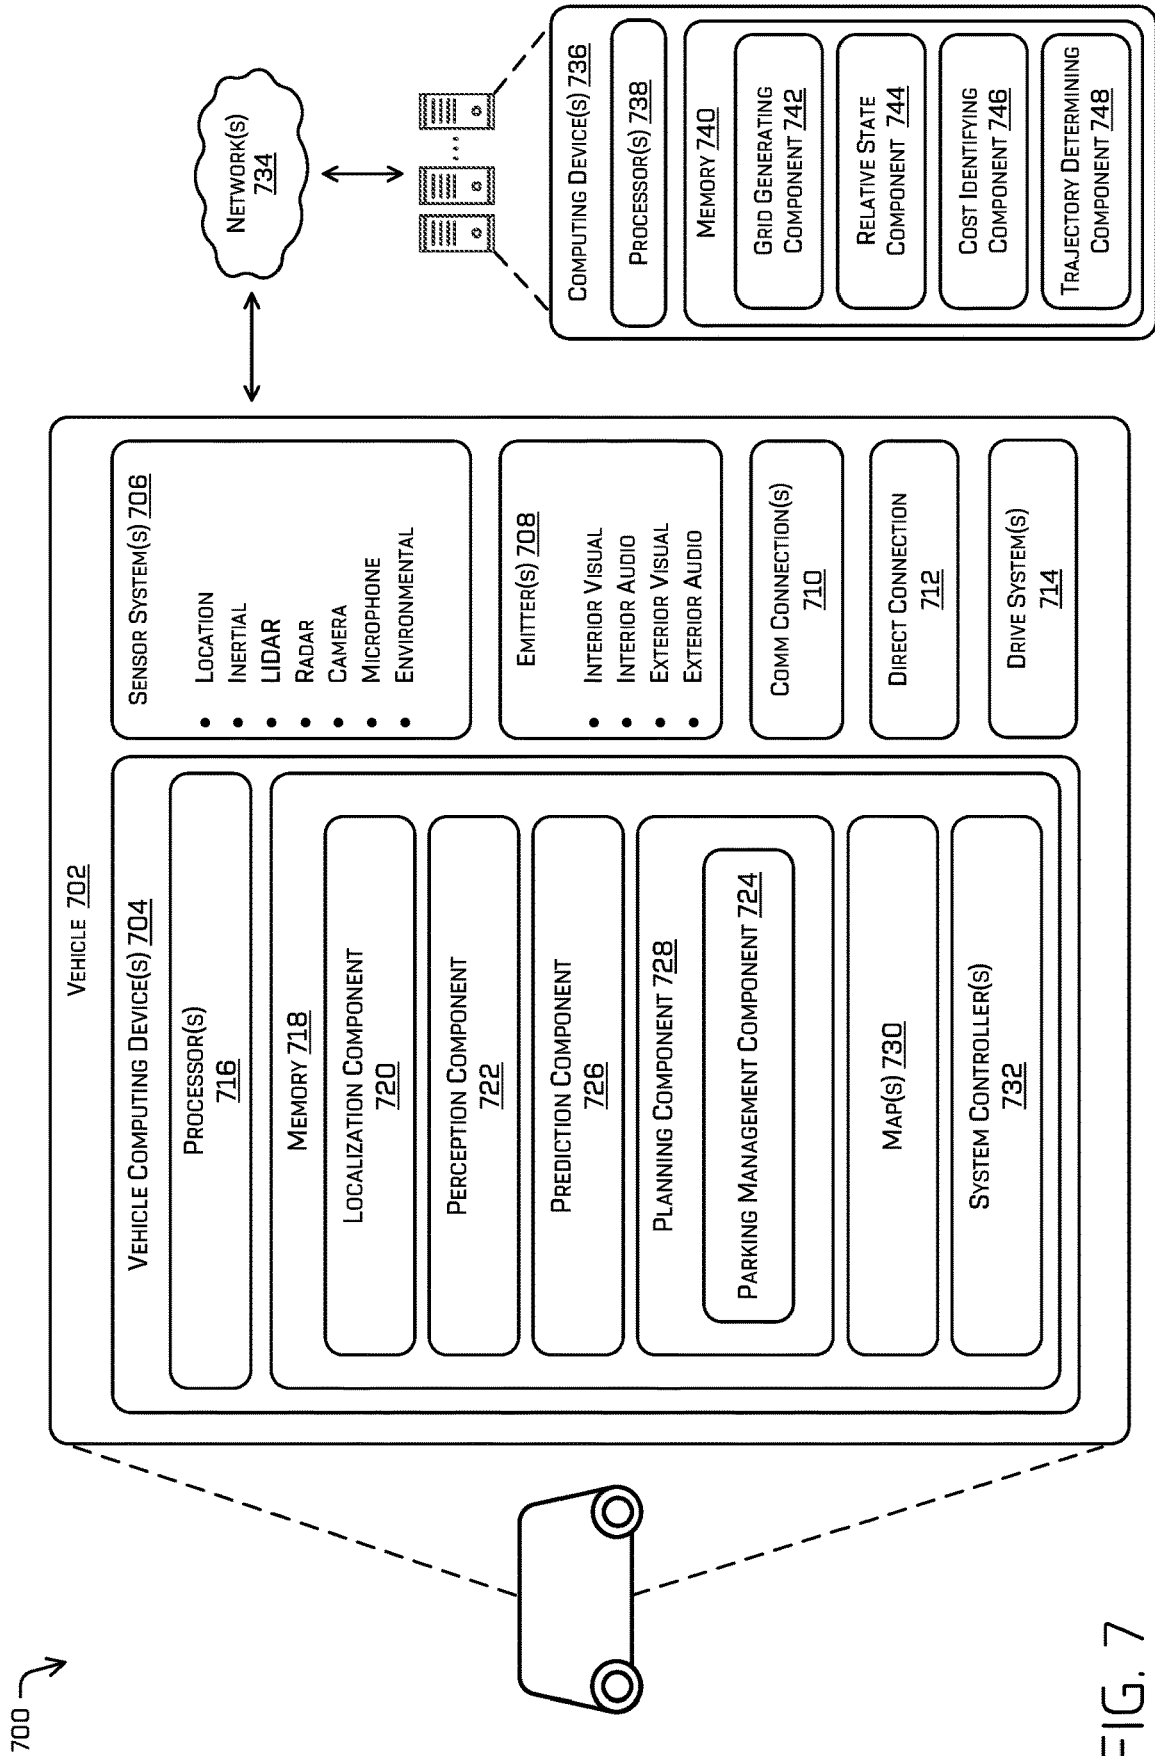 700
VEHICLE 702
VEHICLE COMPUTING DEVICE(S) 704
PROCESSOR(S)
716
MEMORY 718
LOCALIZATION COMPONENT
720
PERCEPTION COMPONENT
722
PREDICTION COMPONENT
726
PLANNING COMPONENT 728
PARKING MANAGEMENT COMPONENT 724
MAP(S) 730
SYSTEM CONTROLLER(S)
732
SENSOR SYSTEM(S) 706
• LOCATION
• INERTIAL
• LIDAR
• RADAR
• CAMERA
• MICROPHONE
• ENVIRONMENTAL
EMITTER(S) 708
• INTERIOR VISUAL
• INTERIOR AUDIO
• EXTERIOR VISUAL
• EXTERIOR AUDIO
COMM CONNECTION(S)
710
DIRECT CONNECTION
712
DRIVE SYSTEM(S)
714
NETWORK(S)
734
COMPUTING DEVICE(S) 736
PROCESSOR(S) 738
MEMORY 740
GRID GENERATING
COMPONENT 742
RELATIVE STATE
COMPONENT 744
COST IDENTIFYING
COMPONENT 746
TRAJECTORY DETERMINING
COMPONENT 748
FIG. 7